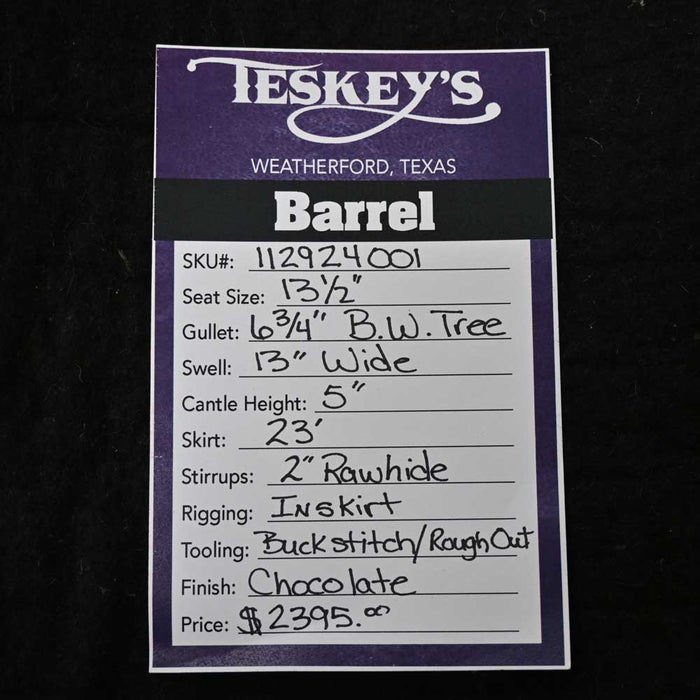 TESKEY'S
WEATHERFORD, TEXAS
Barrel
SKU#: 112924001
Seat Size: 13½"
Gullet: 6¾" B.W. Tree
Swell: 13" Wide
Cantle Height: 5"
Skirt: 23'
Stirrups: 2" Rawhide
Rigging: Inskirt
Tooling: Buckstitch/Rough Out
Finish: Chocolate
Price: $2395.00